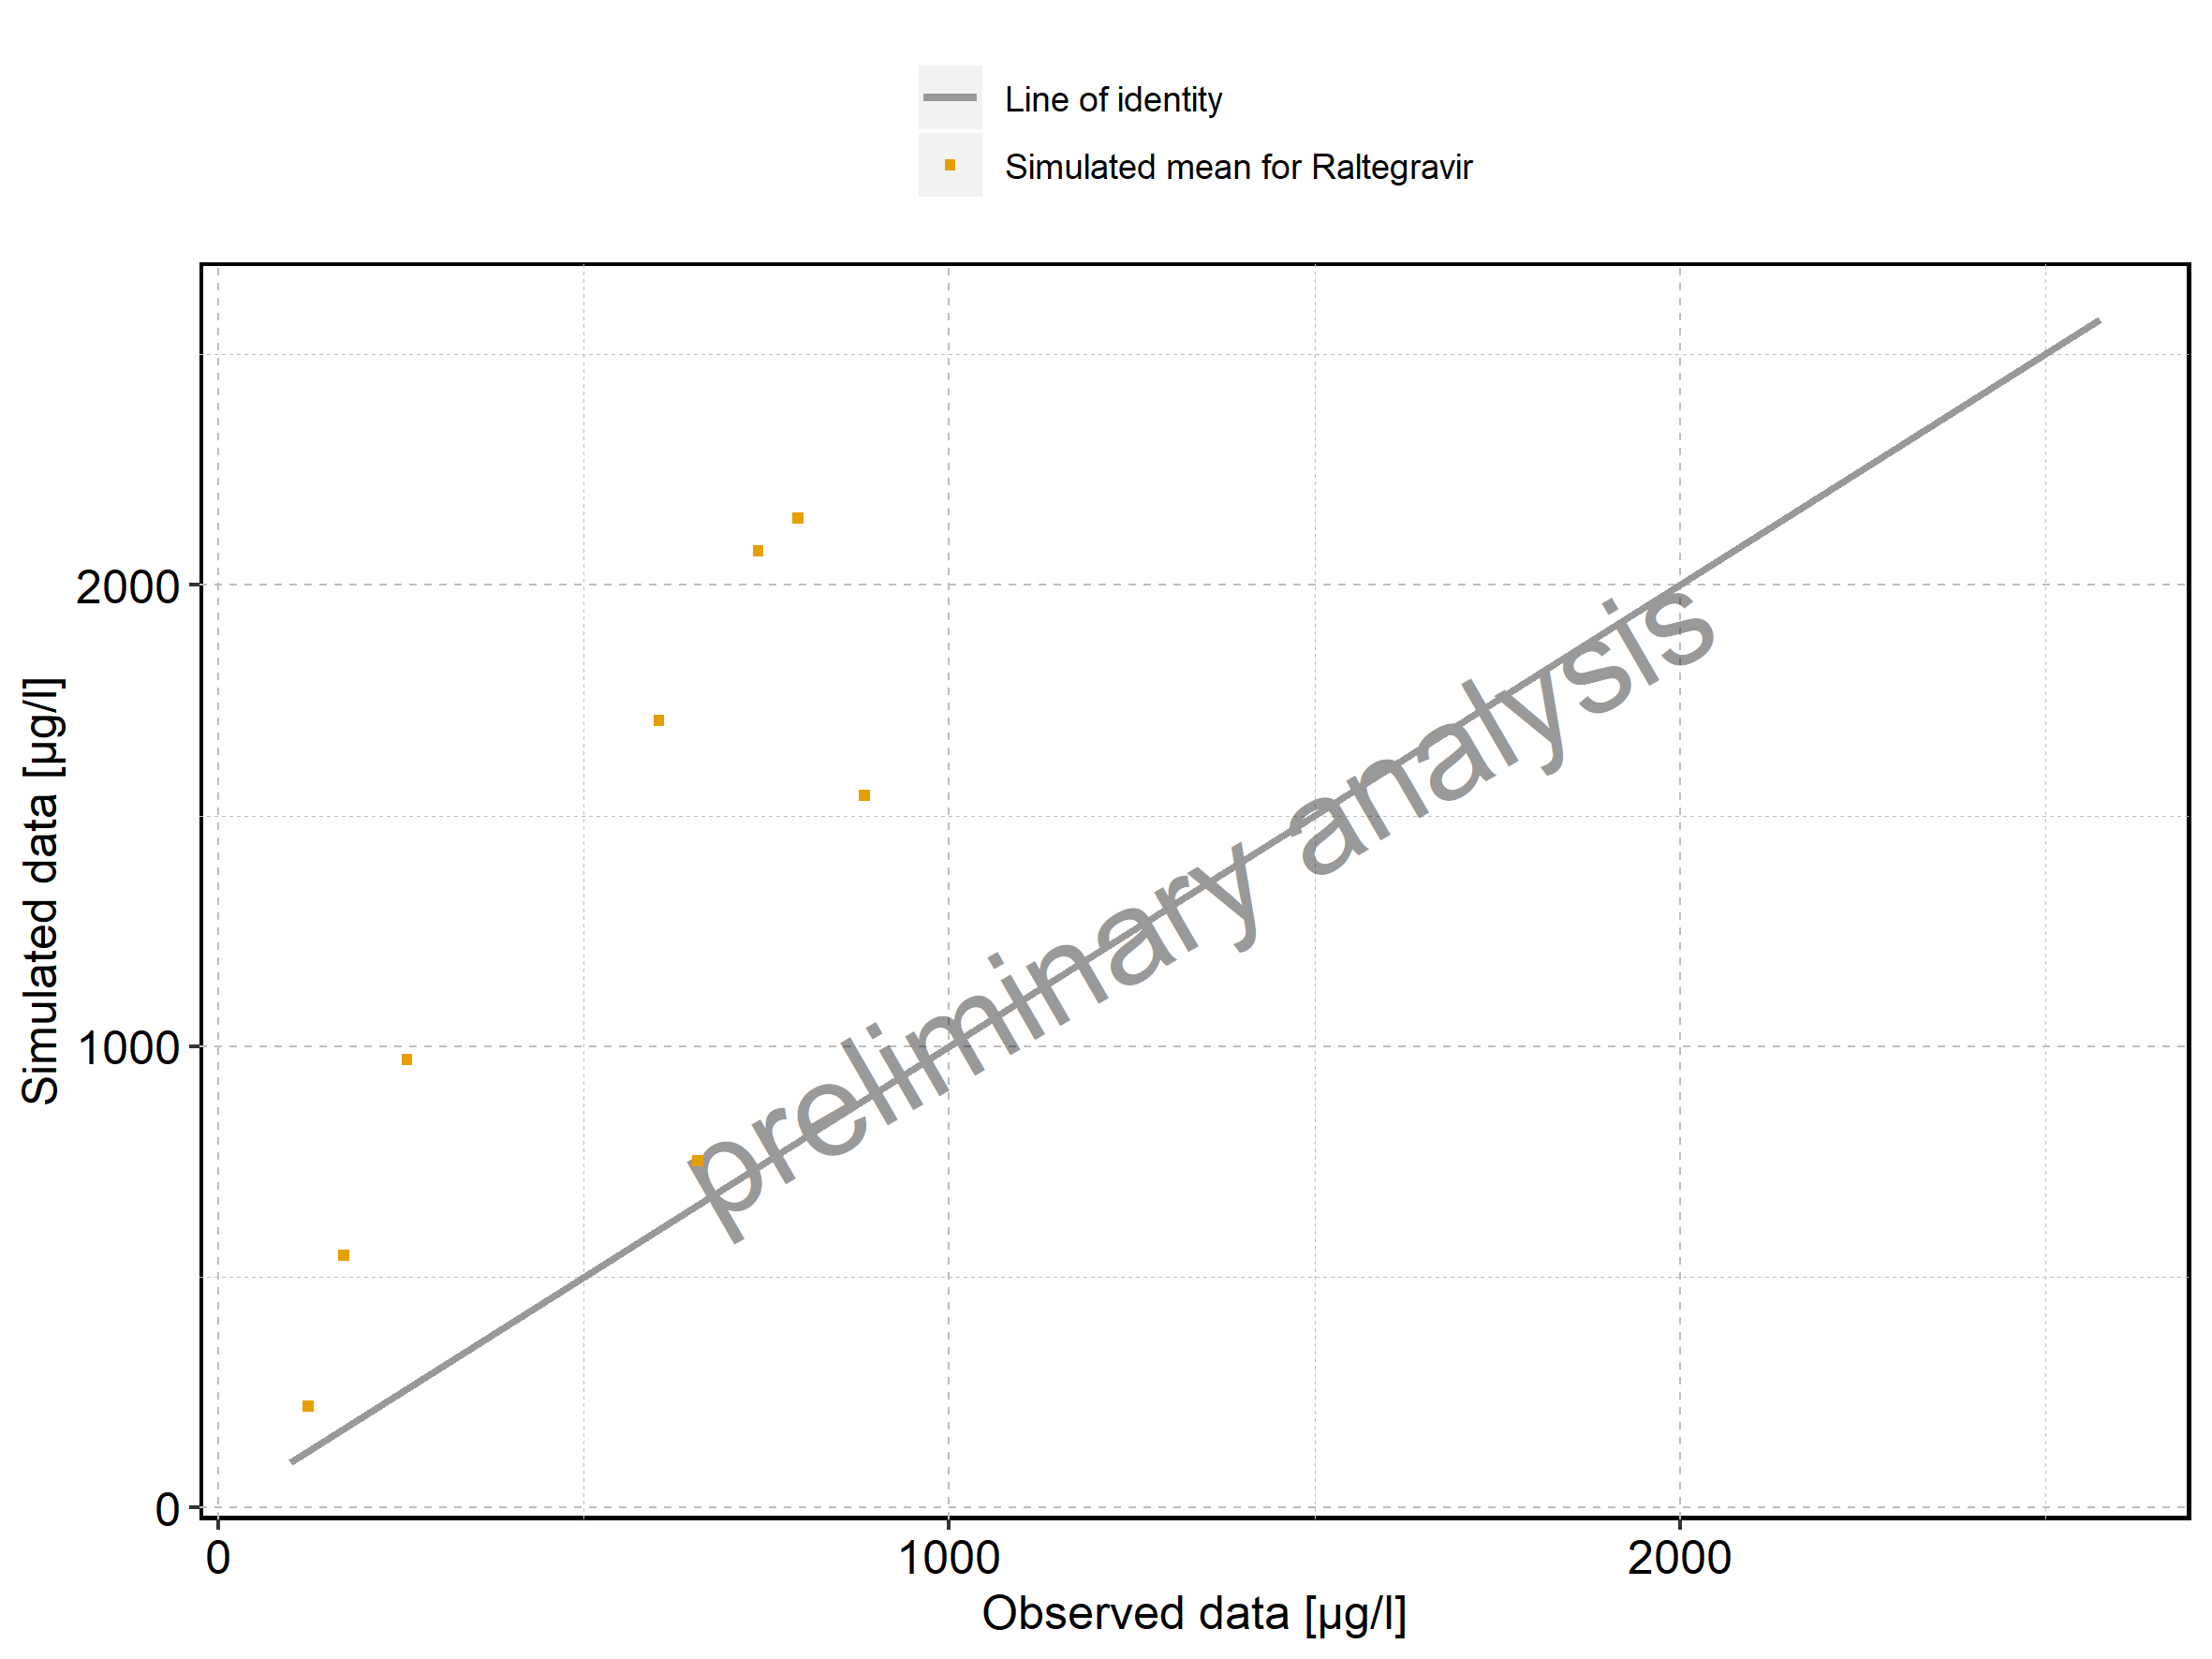 Line of identity
Simulated mean for Raltegravir
Simulated data [µg/l]
2000
1000
0
preliminary analysis
0 1000 2000
Observed data [µg/l]